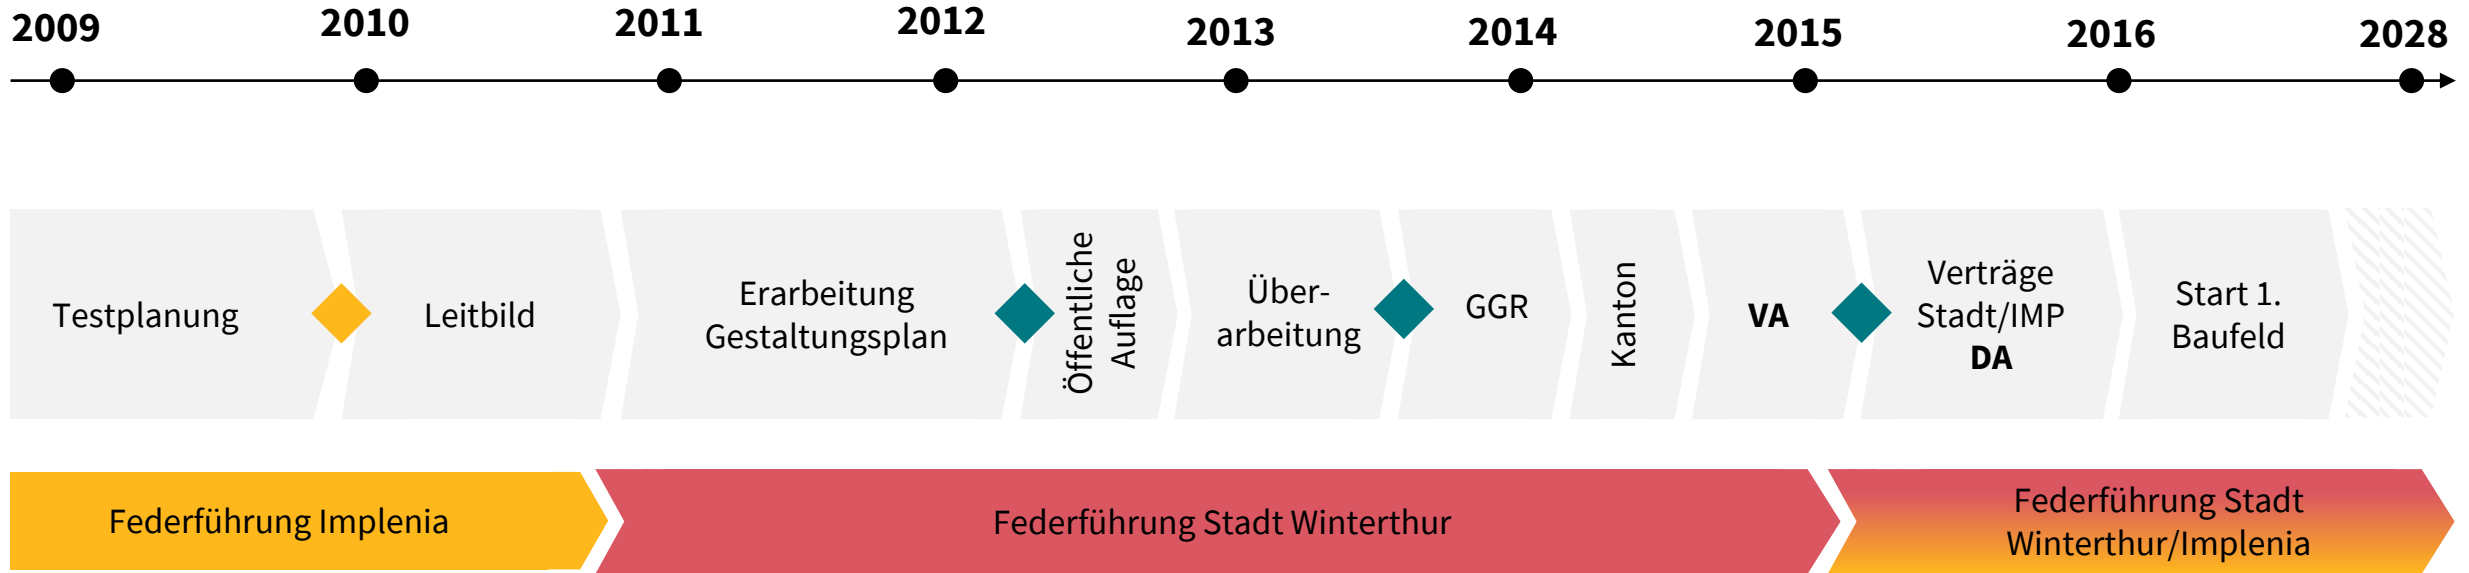 2009
2010
2011
2012
2013
2014
2015
2016
2028
Testplanung
Leitbild
Erarbeitung
Gestaltungsplan
Öffentliche
Auflage
Über-
arbeitung
GGR
Kanton
VA
Verträge
Stadt/IMP
DA
Start 1.
Baufeld
Federführung Implenia
Federführung Stadt Winterthur
Federführung Stadt
Winterthur/Implenia